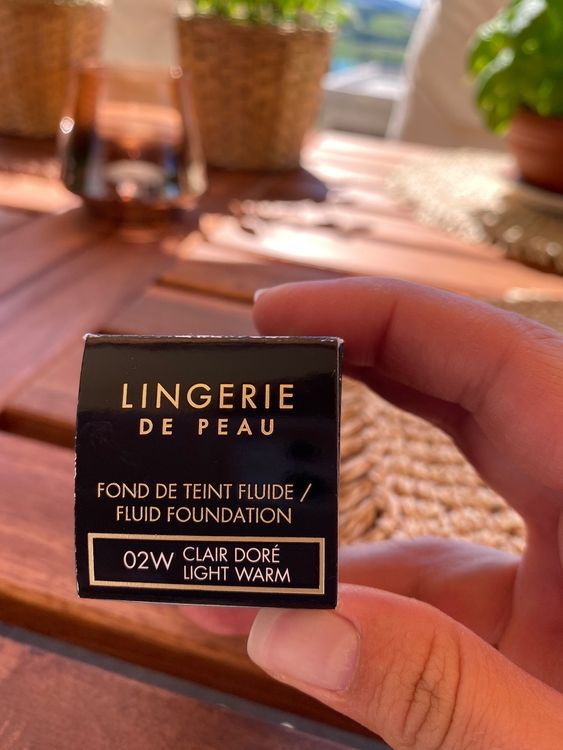 LINGERIE
DE PEAU
FOND DE TEINT FLUIDE /
FLUID FOUNDATION
02W CLAIR DORÉ
LIGHT WARM